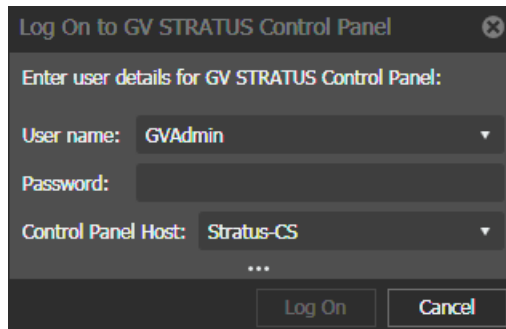 Log On to GV STRATUS Control Panel
Enter user details for GV STRATUS Control Panel:
User name: GVAdmin
Password:
Control Panel Host: Stratus-CS
...
Log On Cancel